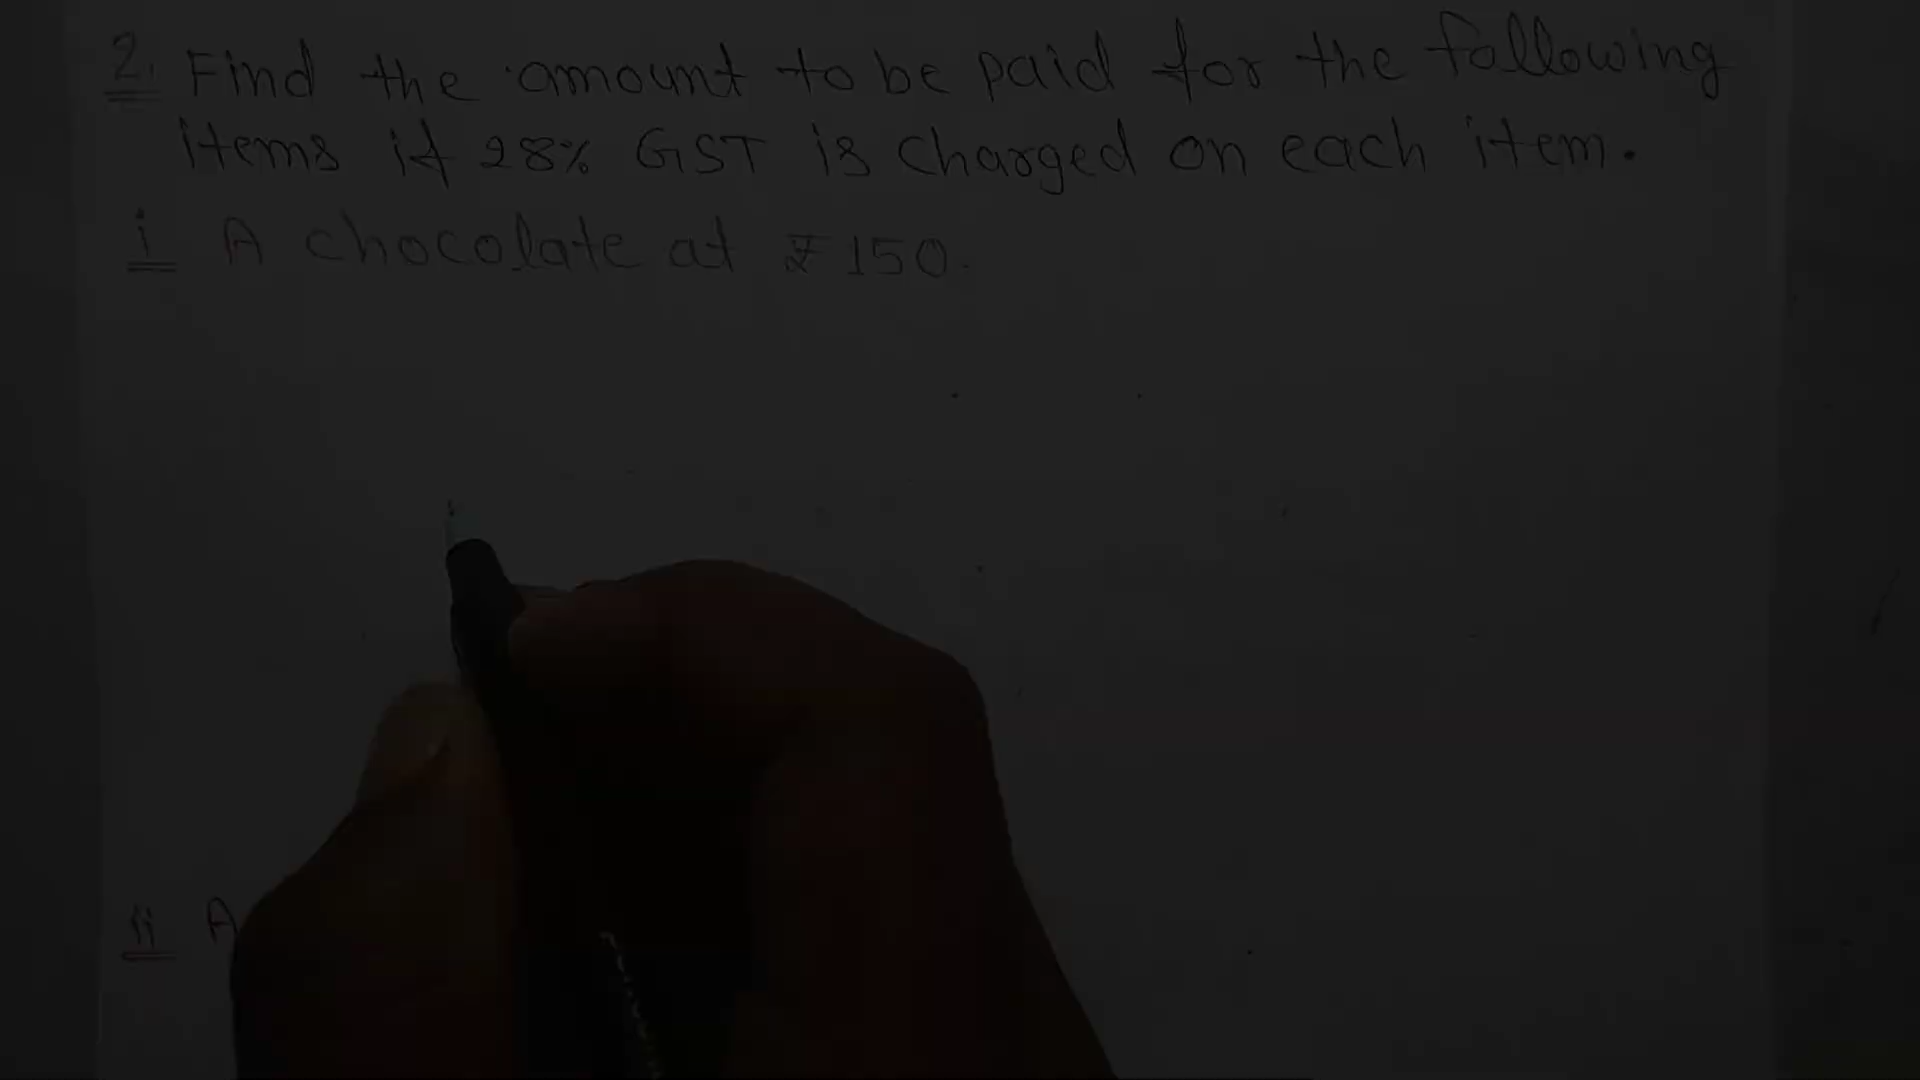 2. Find the amount to be paid for the following
items if 28% GST is charged on each item.
i A chocolate at ₹150.
ii A